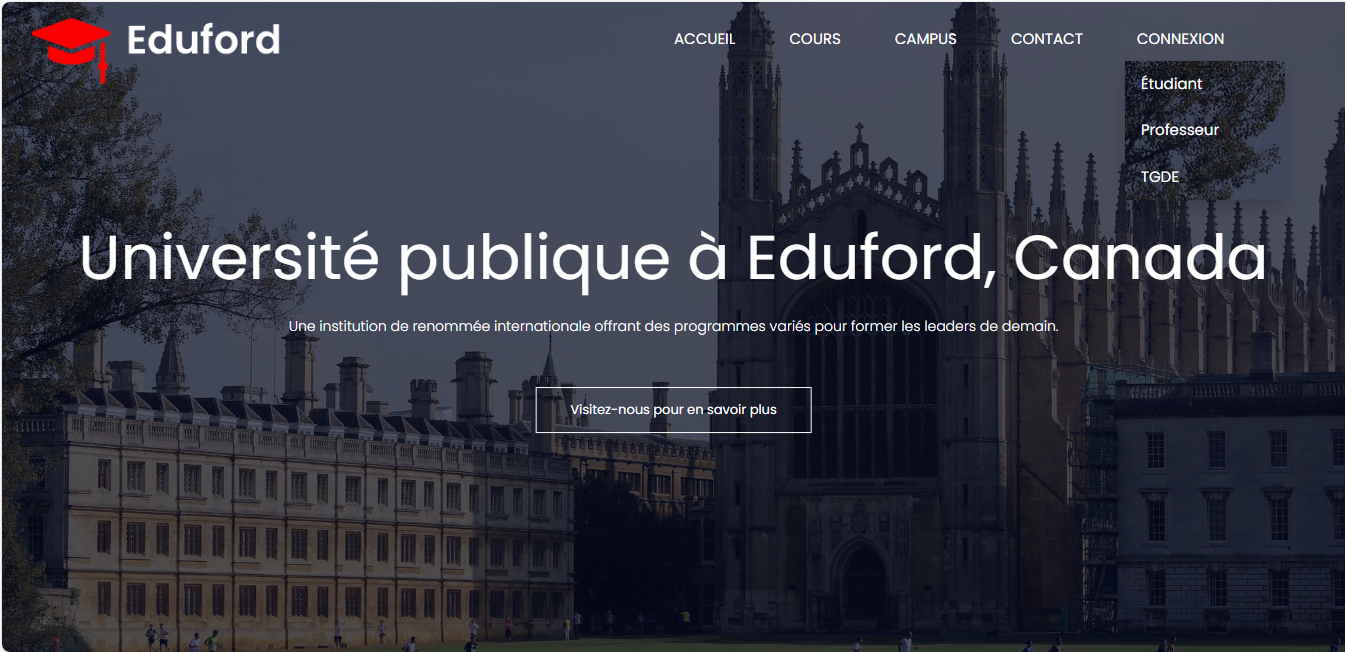 Eduford
ACCUEIL COURS CAMPUS CONTACT CONNEXION
Étudiant
Professeur
TGDE
Université publique à Eduford, Canada
Une institution de renommée internationale offrant des programmes variés pour former les leaders de demain.
Visitez-nous pour en savoir plus